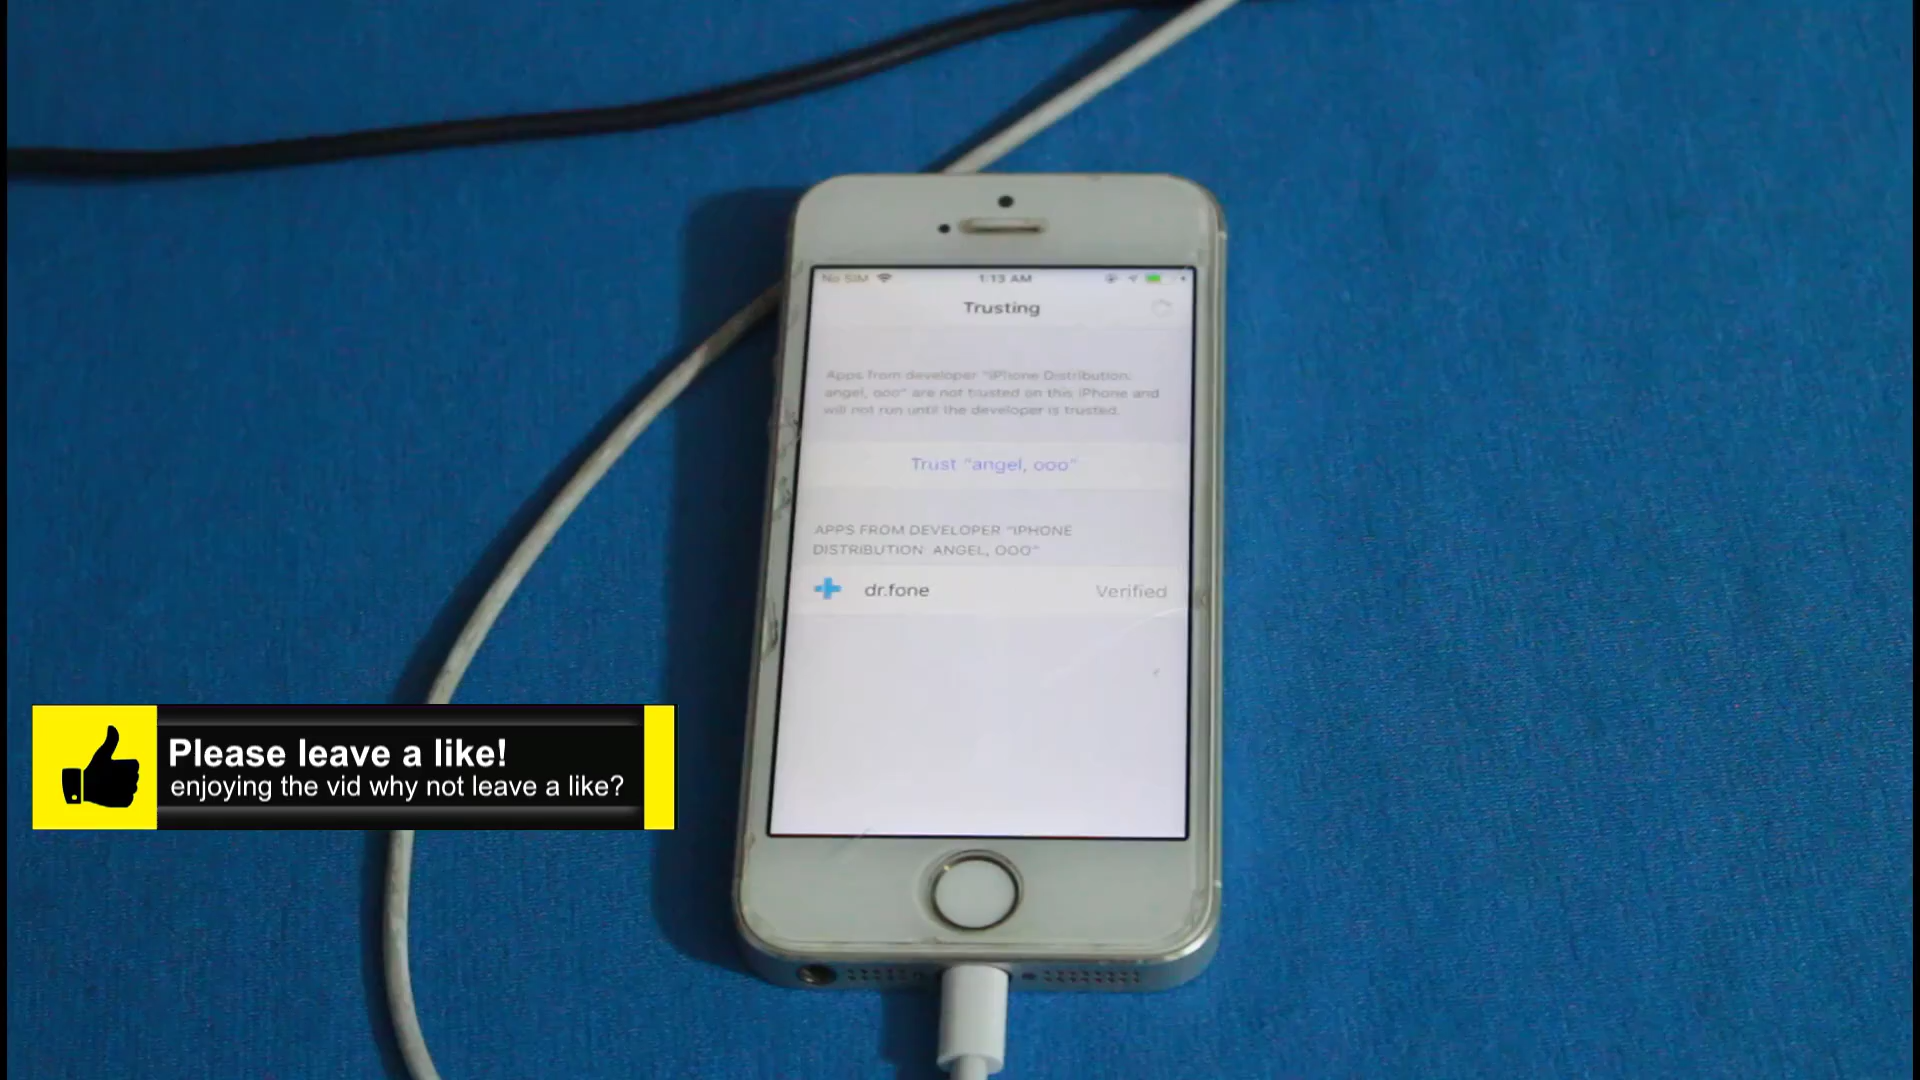 No SIM
1:13 AM
Trusting
Apps from developer "iPhone Distribution:
angel, ooo" are not trusted on this iPhone and
will not run until the developer is trusted.
Trust "angel, ooo"
APPS FROM DEVELOPER "IPHONE
DISTRIBUTION: ANGEL, OOO"
dr.fone
Verified
Please leave a like!
enjoying the vid why not leave a like?